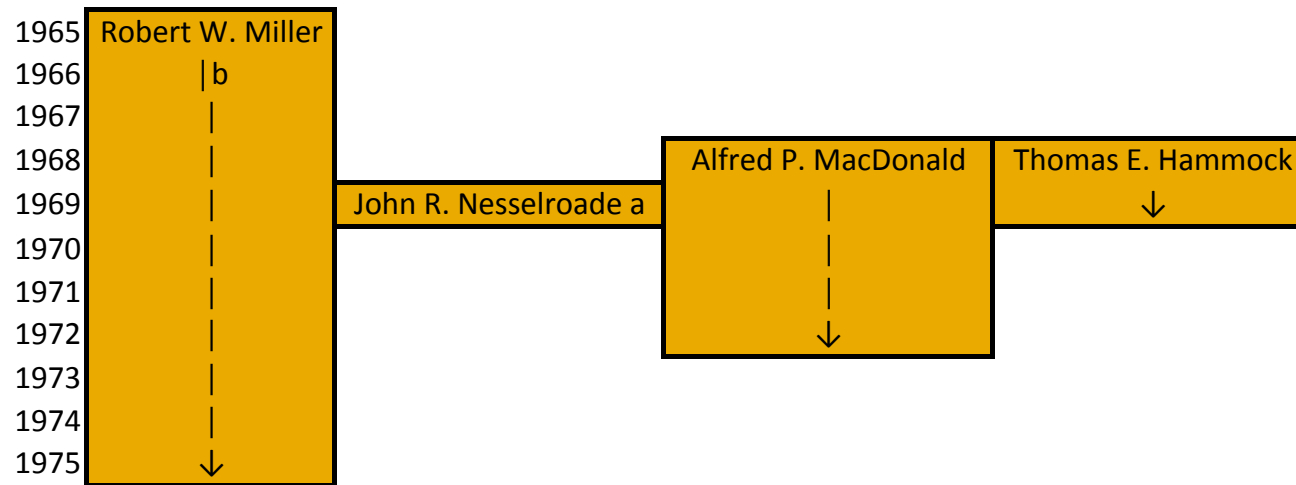 1965 Robert W. Miller
1966 |b
1967 |
1968 | Alfred P. MacDonald Thomas E. Hammock
1969 | John R. Nesselroade a | ↓
1970 | |
1971 | |
1972 | ↓
1973 |
1974 |
1975 ↓